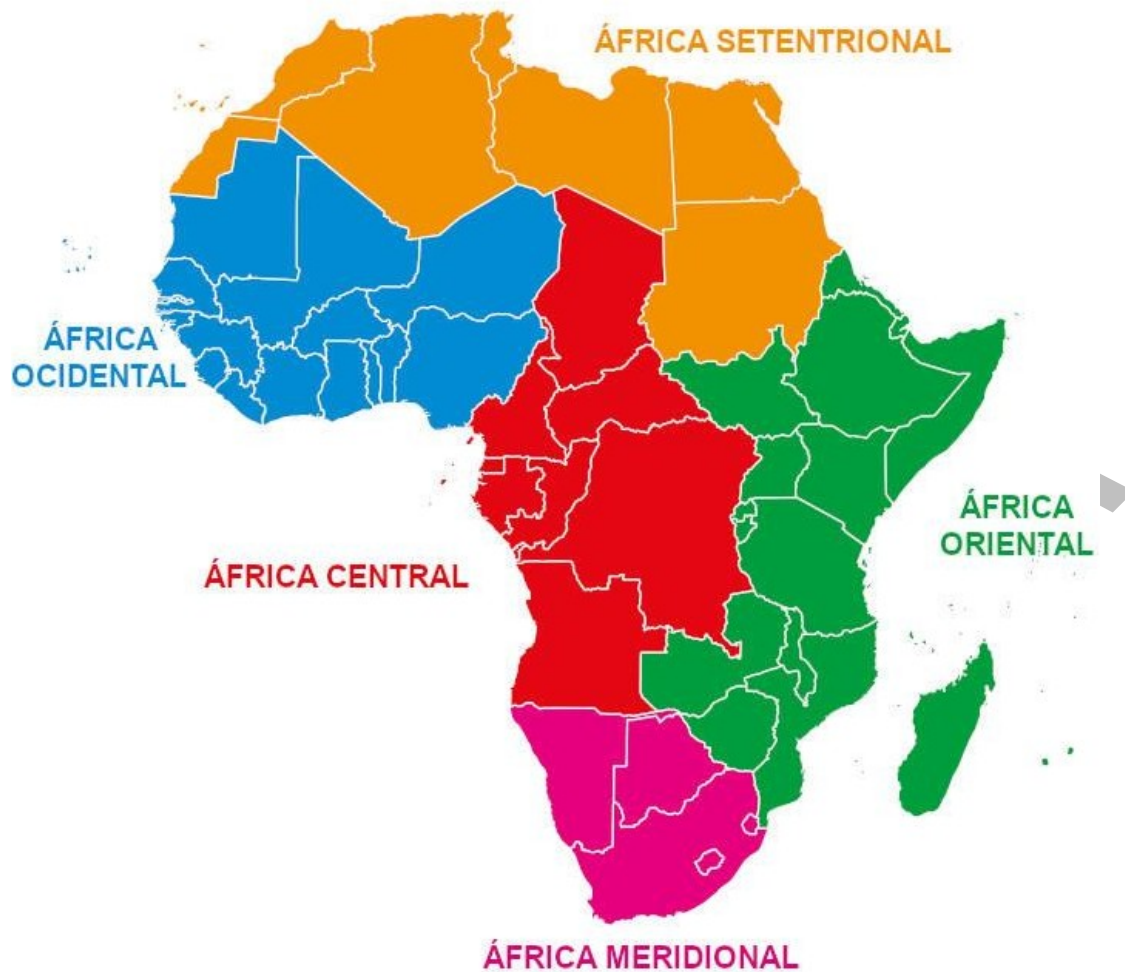 ÁFRICA SETENTRIONAL
ÁFRICA
OCIDENTAL
ÁFRICA
ORIENTAL
ÁFRICA CENTRAL
ÁFRICA MERIDIONAL